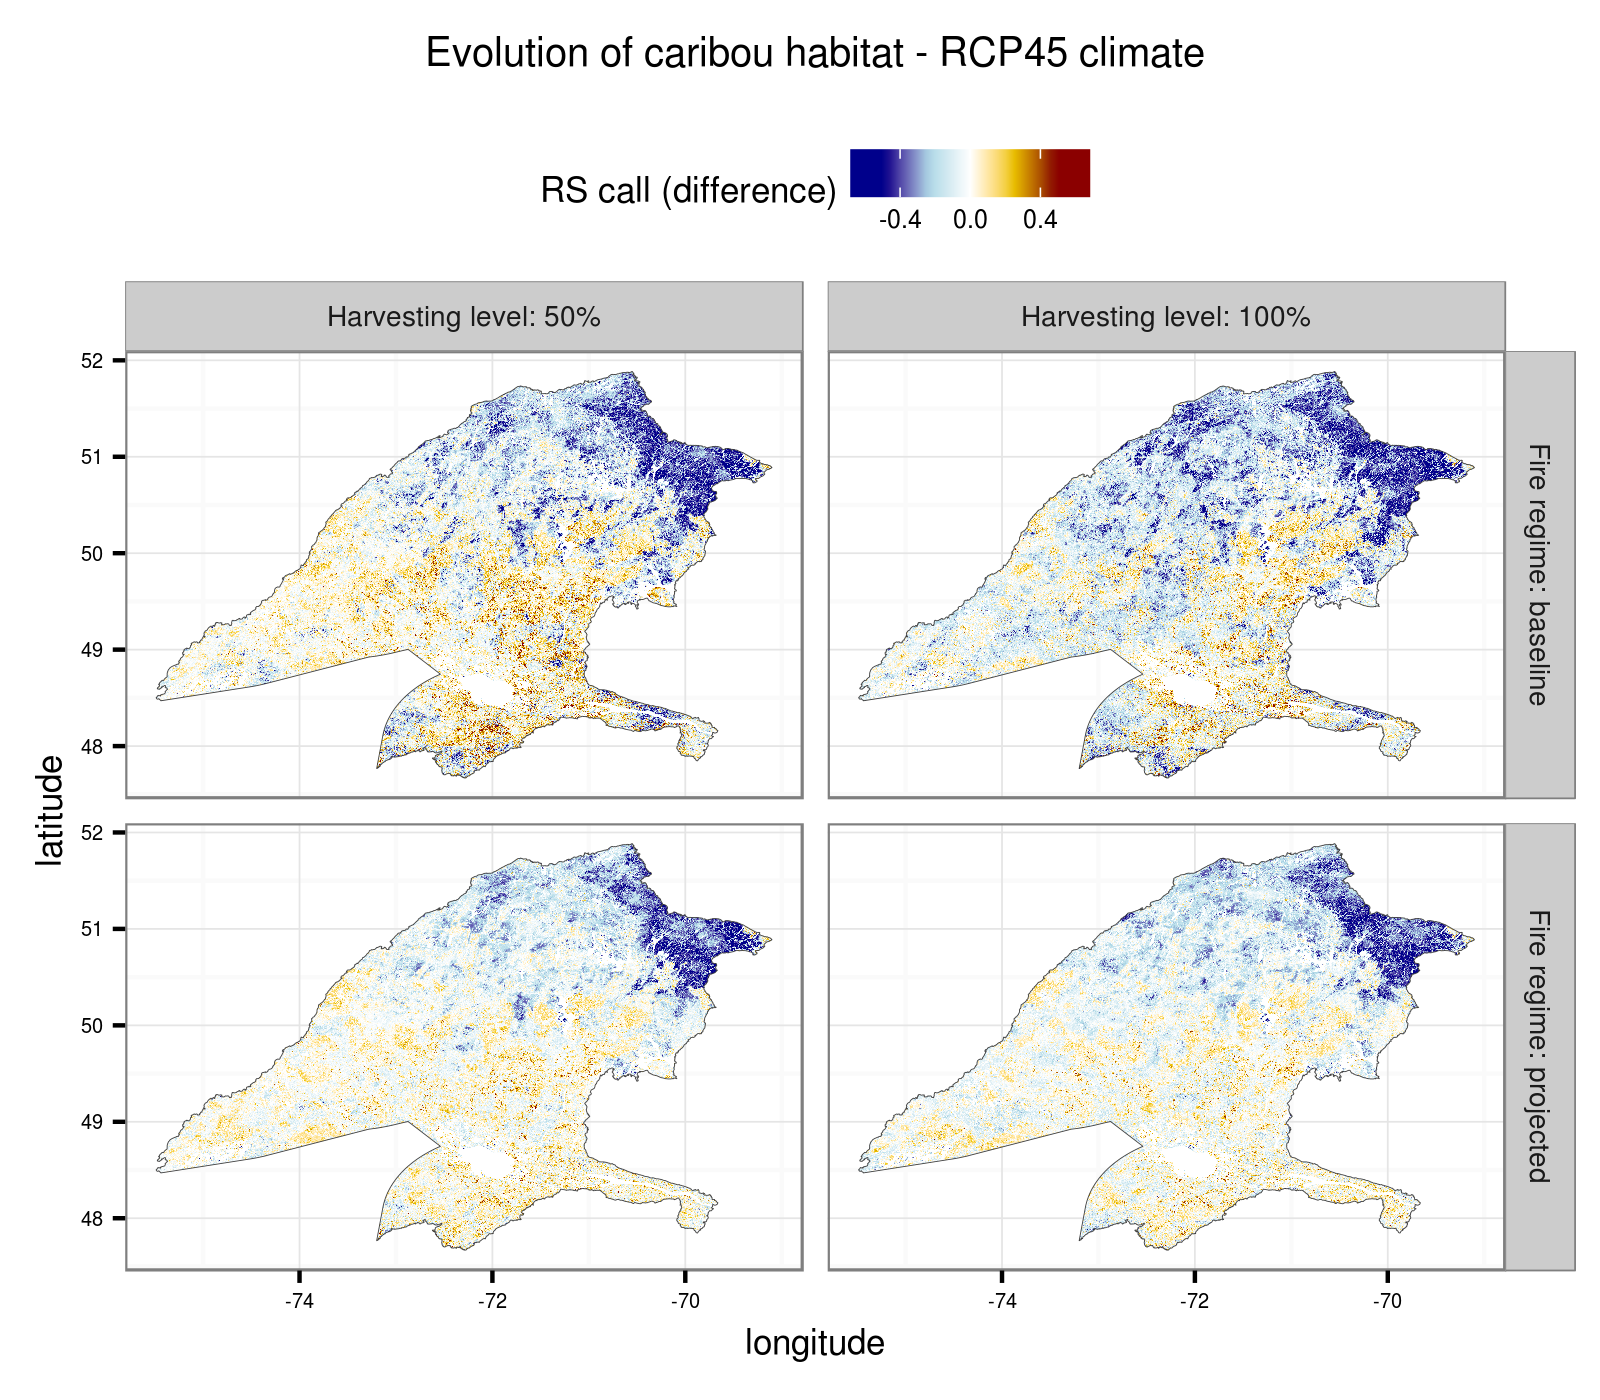 Evolution of caribou habitat - RCP45 climate
RS call (difference)
-0.4 0.0 0.4
Harvesting level: 50%
Harvesting level: 100%
52
51
50
49
48
Fire regime: baseline
latitude
52
51
50
49
48
Fire regime: projected
-74 -72 -70
-74 -72 -70
longitude